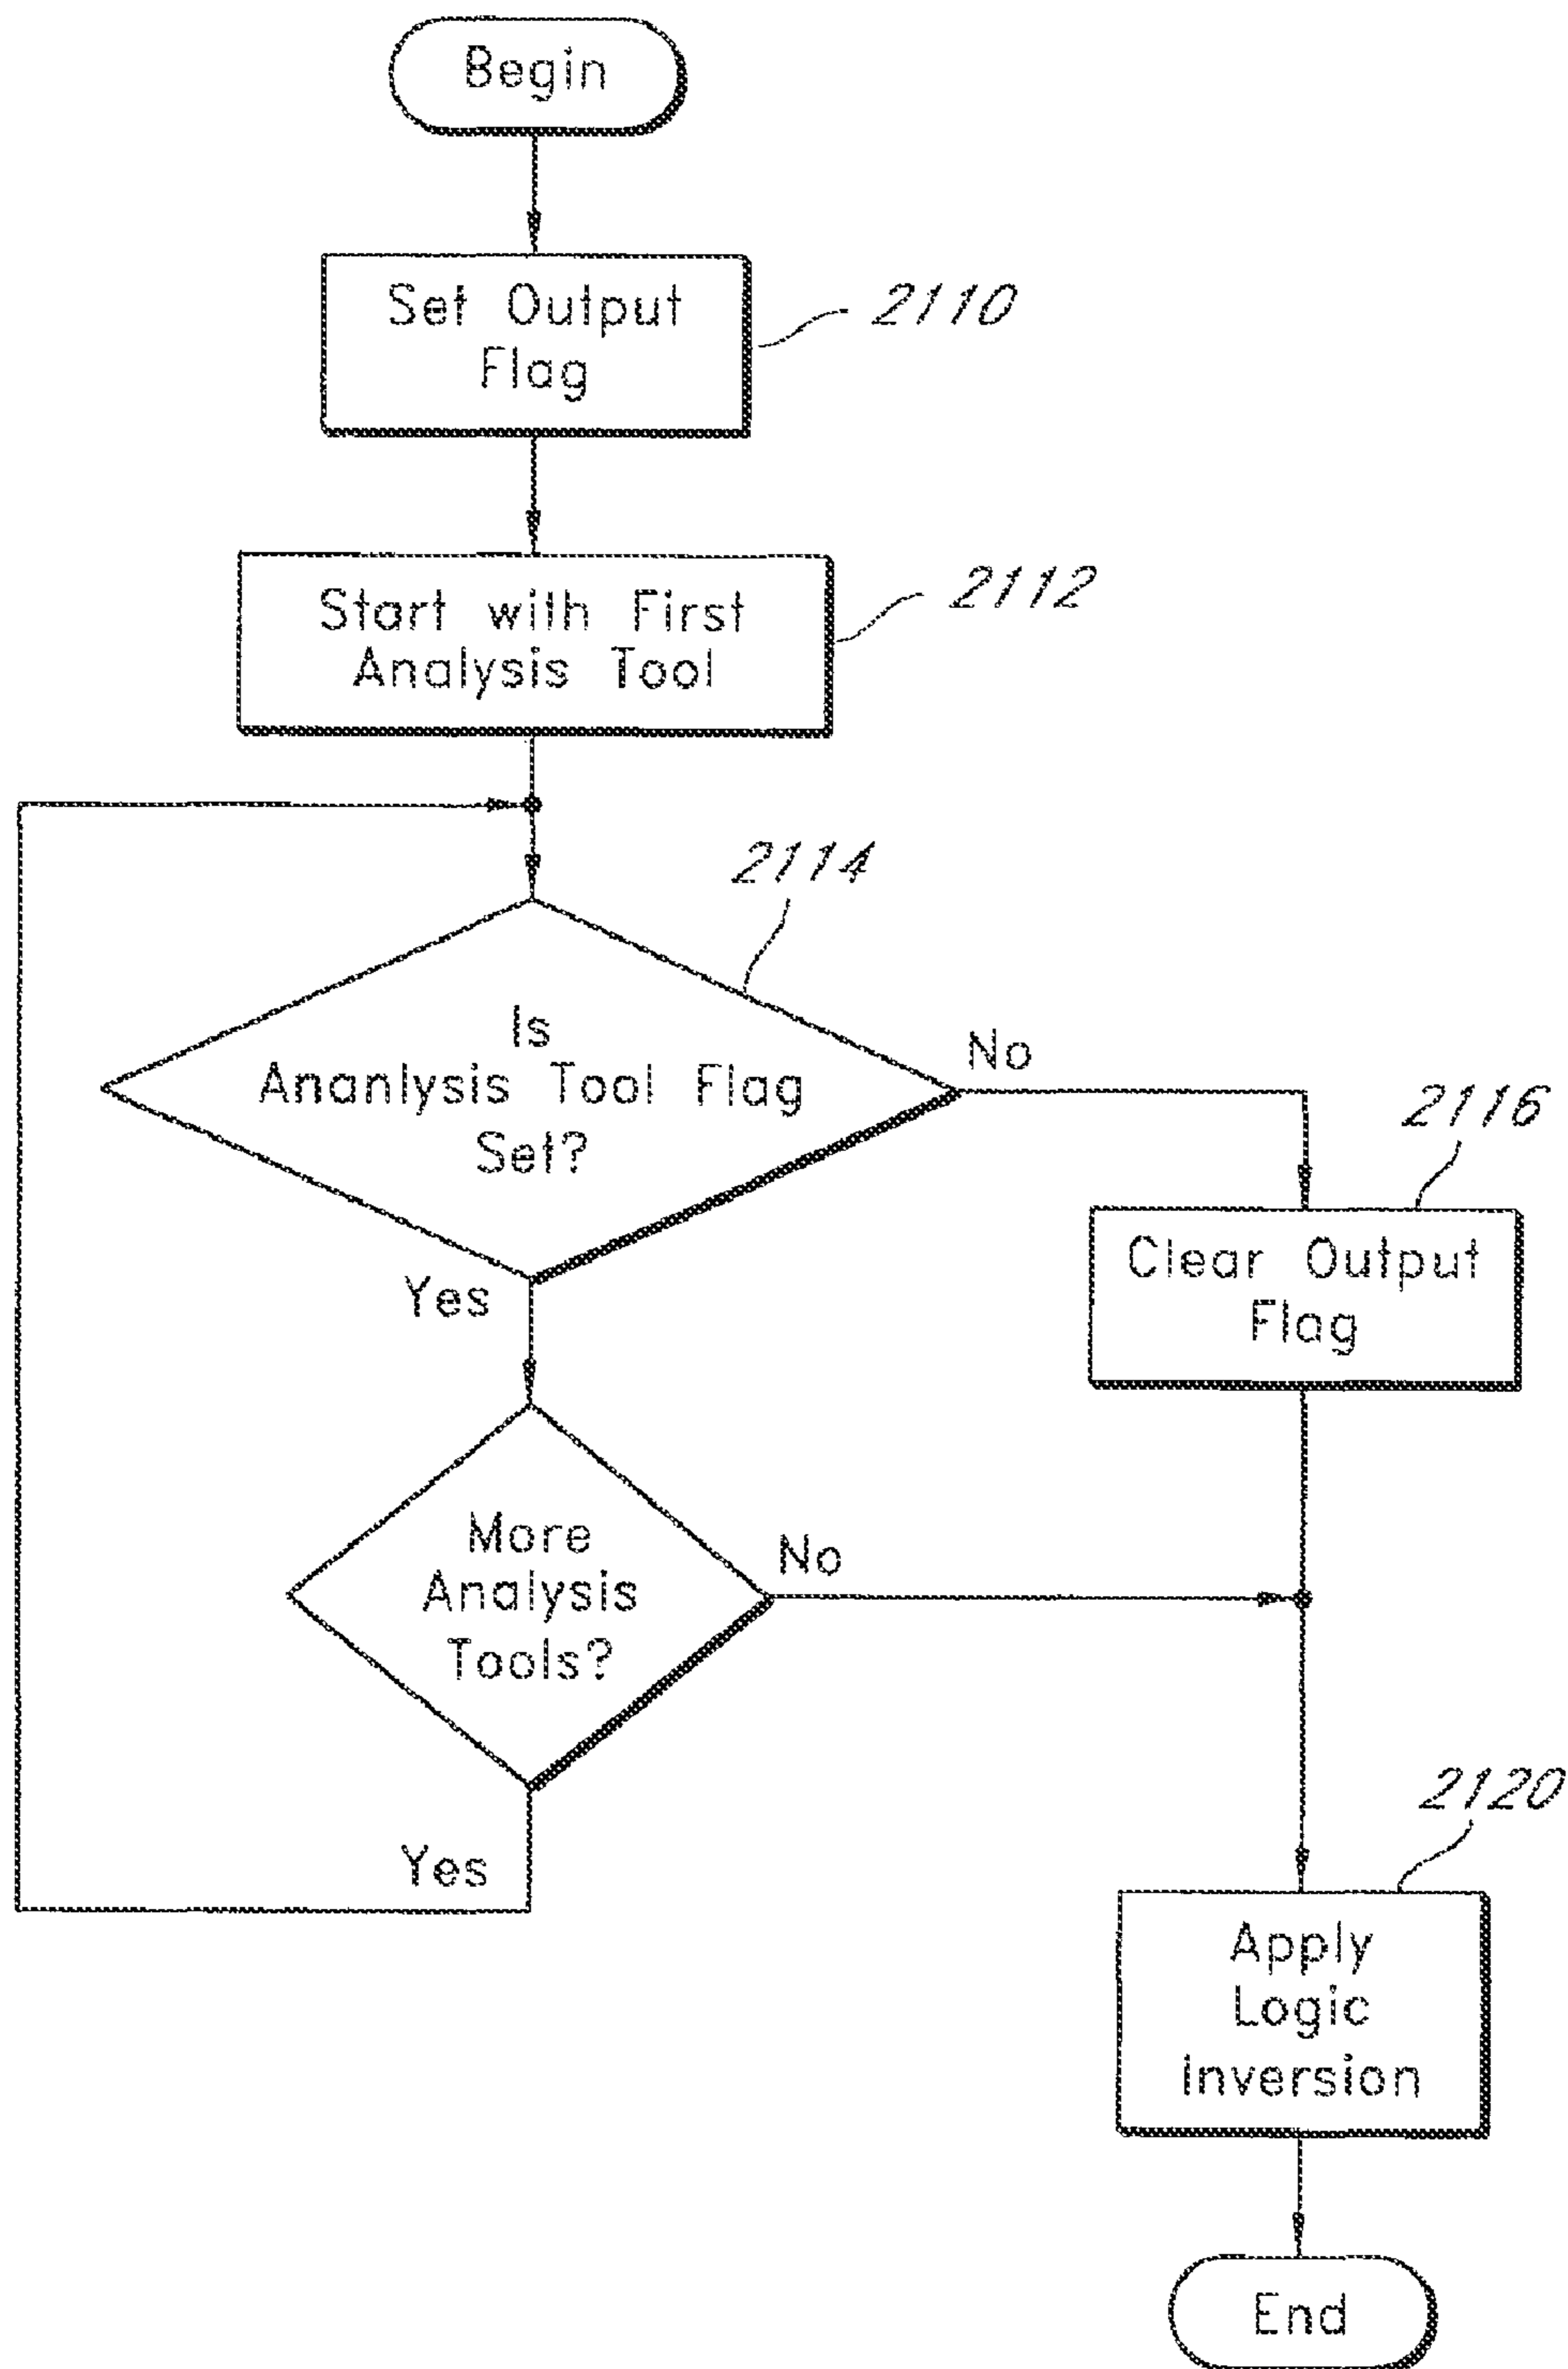 Begin
Set Output
Flag
2110
Start with First
Analysis Tool
2112
2114
Is
Ananlysis Tool Flag
Set?
No
Yes
2116
Clear Output
Flag
More
Analysis
Tools?
No
Yes
2120
Apply
Logic
Inversion
End